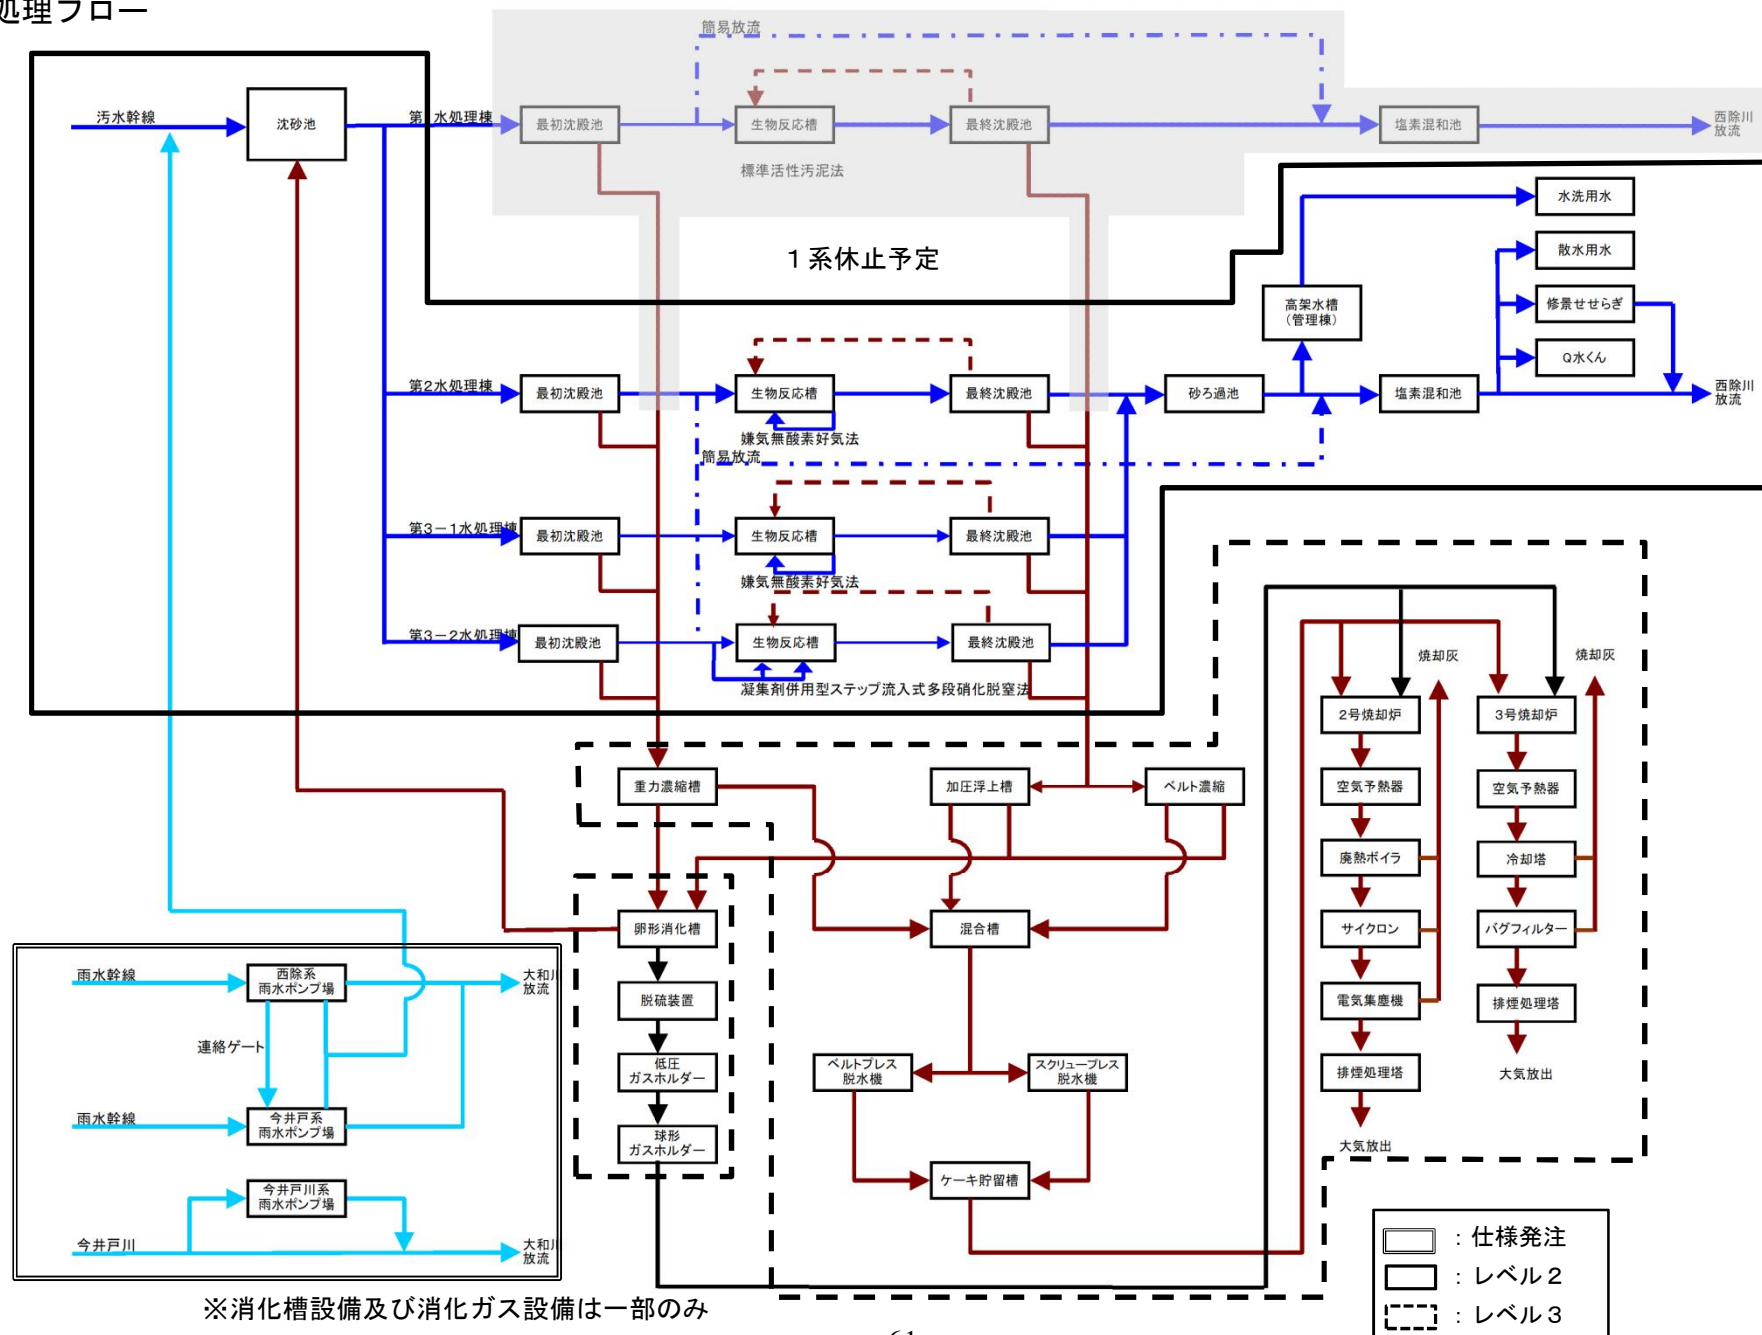 処理フロー
簡易放流
汚水幹線
沈砂池
第1水処理棟
最初沈殿池
生物反応槽
最終沈殿池
塩素混和池
西除川
放流
標準活性汚泥法
水洗用水
散水用水
1系休止予定
高架水槽
(管理棟)
修景せせらぎ
Q水くん
第2水処理棟
最初沈殿池
生物反応槽
最終沈殿池
砂ろ過池
塩素混和池
西除川
放流
嫌気無酸素好気法
簡易放流
第3-1水処理棟
最初沈殿池
生物反応槽
最終沈殿池
嫌気無酸素好気法
第3-2水処理棟
最初沈殿池
生物反応槽
最終沈殿池
凝集剤併用型ステップ流入式多段硝化脱窒法
焼却灰
焼却灰
2号焼却炉
3号焼却炉
重力濃縮槽
加圧浮上槽
ベルト濃縮
空気予熱器
空気予熱器
廃熱ボイラ
冷却塔
卵形消化槽
混合槽
サイクロン
バグフィルター
雨水幹線
西除系
雨水ポンプ場
大和川
放流
脱硫装置
電気集塵機
排煙処理塔
連絡ゲート
低圧
ガスホルダー
ベルトプレス
脱水機
スクリュープレス
脱水機
排煙処理塔
大気放出
雨水幹線
今井戸系
雨水ポンプ場
球形
ガスホルダー
大気放出
今井戸川系
雨水ポンプ場
ケーキ貯留槽
今井戸川
大和川
放流
：仕様発注
：レベル2
：レベル3
※消化槽設備及び消化ガス設備は一部のみ